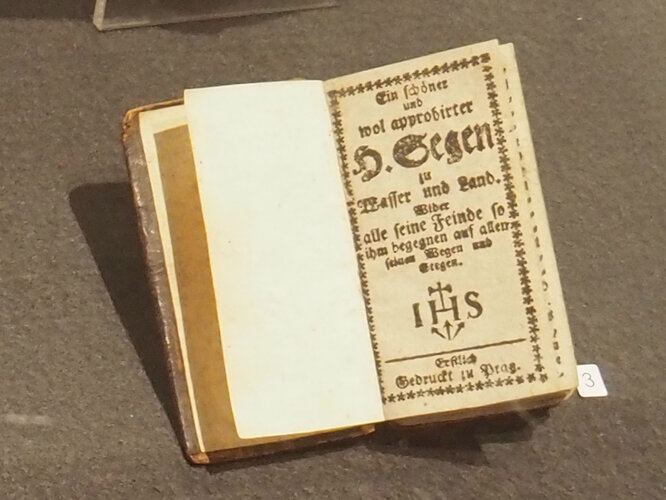 Ein schöner
und
wol approbirter
H. Segen
zu
Wasser und Land.
Wider
alle seine Feinde so
ihm begegnen auf allen
seinen Wegen und
Stegen.
IHS
Erstlich
Gedruckt zu Prag.
3